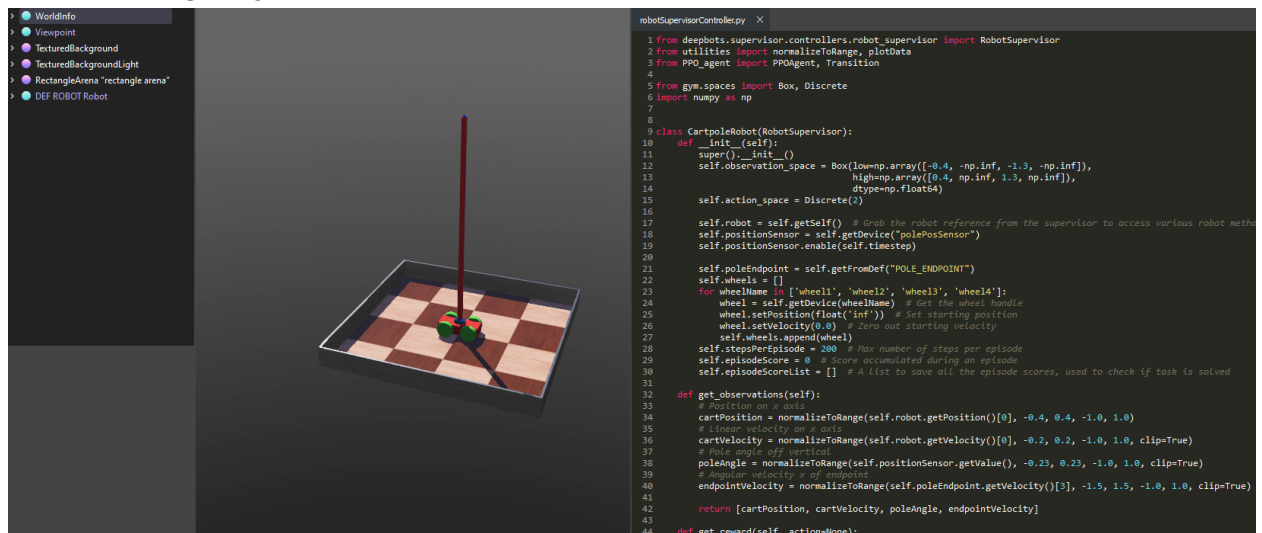 WorldInfo
Viewpoint
TexturedBackground
TexturedBackgroundLight
RectangleArena "rectangle arena"
DEF ROBOT Robot
robotSupervisorController.py ×
1 from deepbots.supervisor.controllers.robot_supervisor import RobotSupervisor
2 from utilities import normalizeToRange, plotData
3 from PPO_agent import PPOAgent, Transition
4
5 from gym.spaces import Box, Discrete
6 import numpy as np
7
8
9 class CartpoleRobot(RobotSupervisor):
10 def __init__(self):
11 super().__init__()
12 self.observation_space = Box(low=np.array([-0.4, -np.inf, -1.3, -np.inf]),
13 high=np.array([0.4, np.inf, 1.3, np.inf]),
14 dtype=np.float64)
15 self.action_space = Discrete(2)
16
17 self.robot = self.getSelf() # Grab the robot reference from the supervisor to access various robot metho
18 self.positionSensor = self.getDevice("polePosSensor")
19 self.positionSensor.enable(self.timestep)
20
21 self.poleEndpoint = self.getFromDef("POLE_ENDPOINT")
22 self.wheels = []
23 for wheelName in ['wheel1', 'wheel2', 'wheel3', 'wheel4']:
24 wheel = self.getDevice(wheelName) # Get the wheel handle
25 wheel.setPosition(float('inf')) # Set starting position
26 wheel.setVelocity(0.0) # Zero out starting velocity
27 self.wheels.append(wheel)
28 self.stepsPerEpisode = 200 # Max number of steps per episode
29 self.episodeScore = 0 # Score accumulated during an episode
30 self.episodeScoreList = [] # A list to save all the episode scores, used to check if task is solved
31
32 def get_observations(self):
33 # Position on x axis
34 cartPosition = normalizeToRange(self.robot.getPosition()[0], -0.4, 0.4, -1.0, 1.0)
35 # Linear velocity on x axis
36 cartVelocity = normalizeToRange(self.robot.getVelocity()[0], -0.2, 0.2, -1.0, 1.0, clip=True)
37 # Pole angle off vertical
38 poleAngle = normalizeToRange(self.positionSensor.getValue(), -0.23, 0.23, -1.0, 1.0, clip=True)
39 # Angular velocity x of endpoint
40 endpointVelocity = normalizeToRange(self.poleEndpoint.getVelocity()[3], -1.5, 1.5, -1.0, 1.0, clip=True)
41
42 return [cartPosition, cartVelocity, poleAngle, endpointVelocity]
43
44 def get_reward(self, action=None):